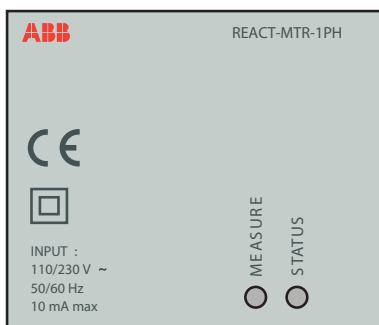 ABB
REACT-MTR-1PH
CE
INPUT :
110/230 V ~
50/60 Hz
10 mA max
MEASURE
STATUS